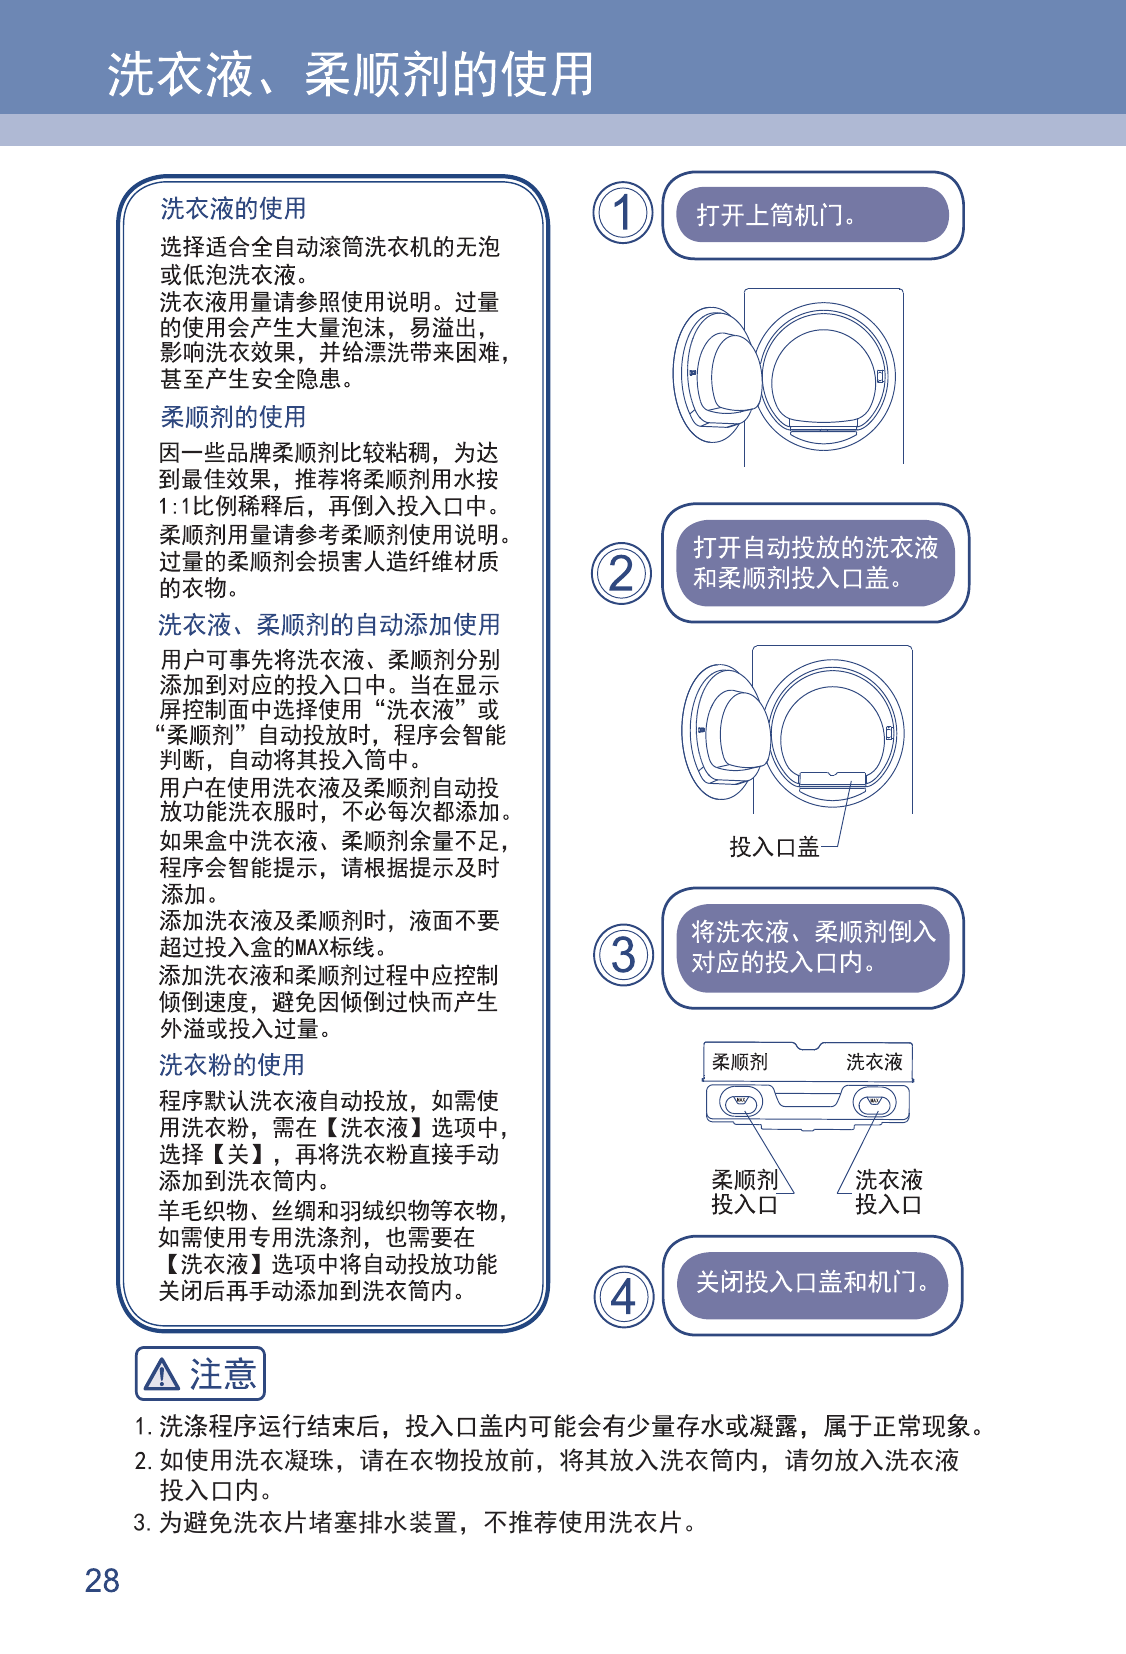 洗衣液、柔顺剂的使用
洗衣液的使用
选择适合全自动滚筒洗衣机的无泡
或低泡洗衣液。
洗衣液用量请参照使用说明。过量
的使用会产生大量泡沫，易溢出，
影响洗衣效果，并给漂洗带来困难，
甚至产生安全隐患。
柔顺剂的使用
因一些品牌柔顺剂比较粘稠，为达
到最佳效果，推荐将柔顺剂用水按
1:1比例稀释后，再倒入投入口中。
柔顺剂用量请参考柔顺剂使用说明。
过量的柔顺剂会损害人造纤维材质
的衣物。
洗衣液、柔顺剂的自动添加使用
用户可事先将洗衣液、柔顺剂分别
添加到对应的投入口中。当在显示
屏控制面中选择使用“洗衣液”或
“柔顺剂”自动投放时，程序会智能
判断，自动将其投入筒中。
用户在使用洗衣液及柔顺剂自动投
放功能洗衣服时，不必每次都添加。
如果盒中洗衣液、柔顺剂余量不足，
程序会智能提示，请根据提示及时
添加。
添加洗衣液及柔顺剂时，液面不要
超过投入盒的MAX标线。
添加洗衣液和柔顺剂过程中应控制
倾倒速度，避免因倾倒过快而产生
外溢或投入过量。
洗衣粉的使用
程序默认洗衣液自动投放，如需使
用洗衣粉，需在【洗衣液】选项中，
选择【关】，再将洗衣粉直接手动
添加到洗衣筒内。
羊毛织物、丝绸和羽绒织物等衣物，
如需使用专用洗涤剂，也需要在
【洗衣液】选项中将自动投放功能
关闭后再手动添加到洗衣筒内。
1
打开上筒机门。
2
打开自动投放的洗衣液
和柔顺剂投入口盖。
投入口盖
3
将洗衣液、柔顺剂倒入
对应的投入口内。
柔顺剂 洗衣液
MAX MAX
柔顺剂 洗衣液
投入口 投入口
4
关闭投入口盖和机门。
注意
1.洗涤程序运行结束后，投入口盖内可能会有少量存水或凝露，属于正常现象。
2.如使用洗衣凝珠，请在衣物投放前，将其放入洗衣筒内，请勿放入洗衣液
投入口内。
3.为避免洗衣片堵塞排水装置，不推荐使用洗衣片。
28